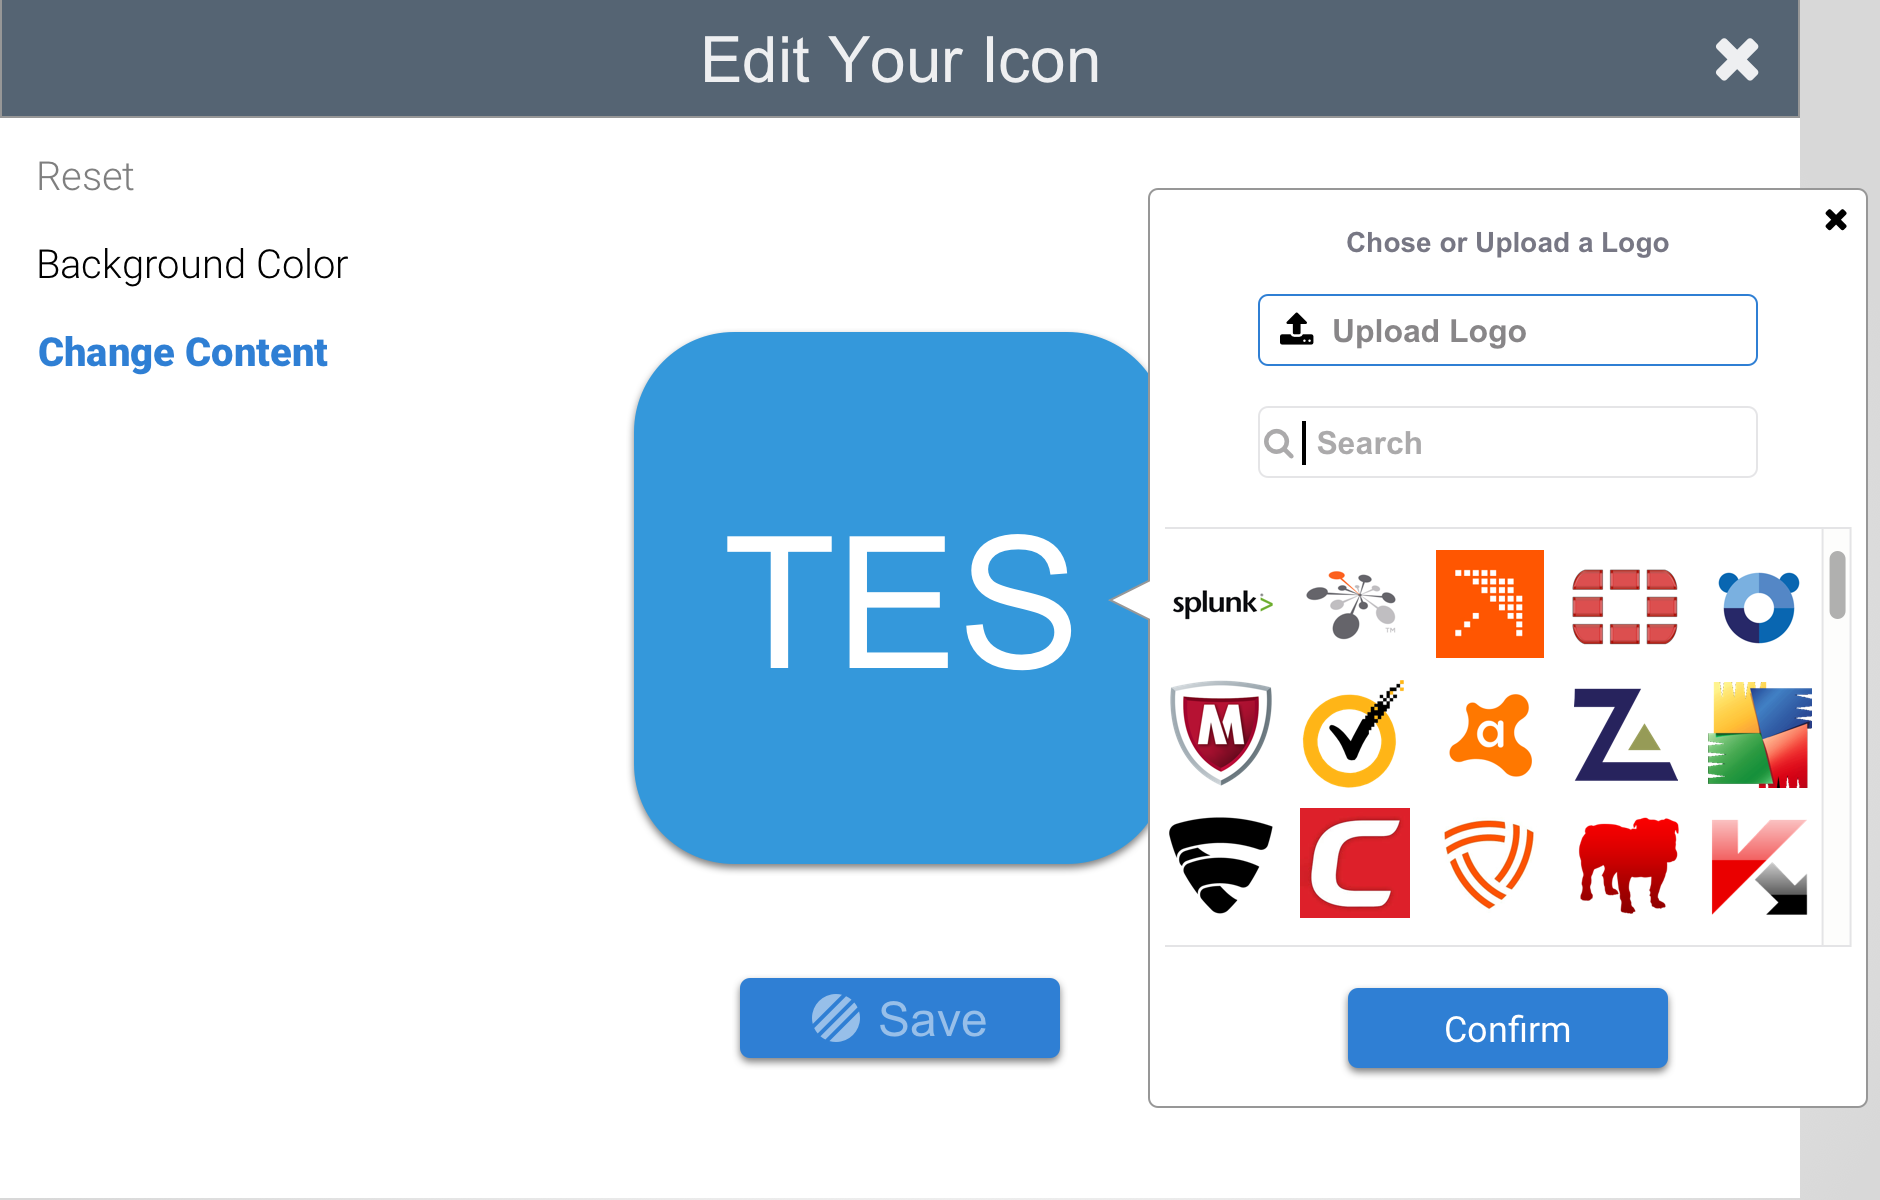 Edit Your Icon
Reset
Background Color
Change Content
TES
Save
Chose or Upload a Logo
Upload Logo
Search
splunk>
TM
M
a
Z
C
K
Confirm